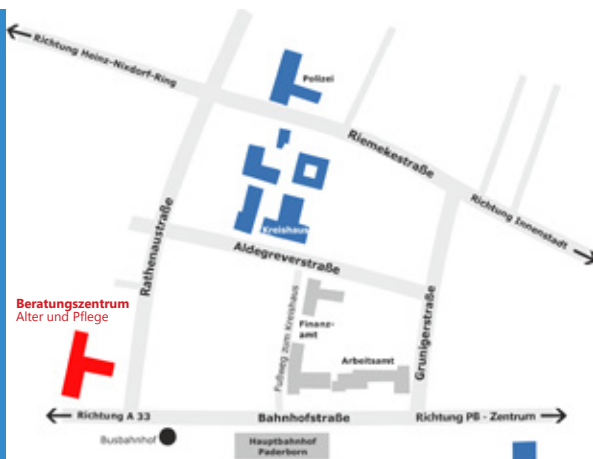 Richtung Heinz-Nixdorf-Ring
Polizei
Riemekestraße
Richtung Innenstadt
Kreishaus
Aldegreverstraße
Rathenaustraße
Fußweg zum Kreishaus
Finanz-
amt
Grunigerstraße
Beratungszentrum
Alter und Pflege
Arbeitsamt
Richtung A 33
Bahnhofstraße
Richtung PB - Zentrum
Busbahnhof
Hauptbahnhof
Paderborn